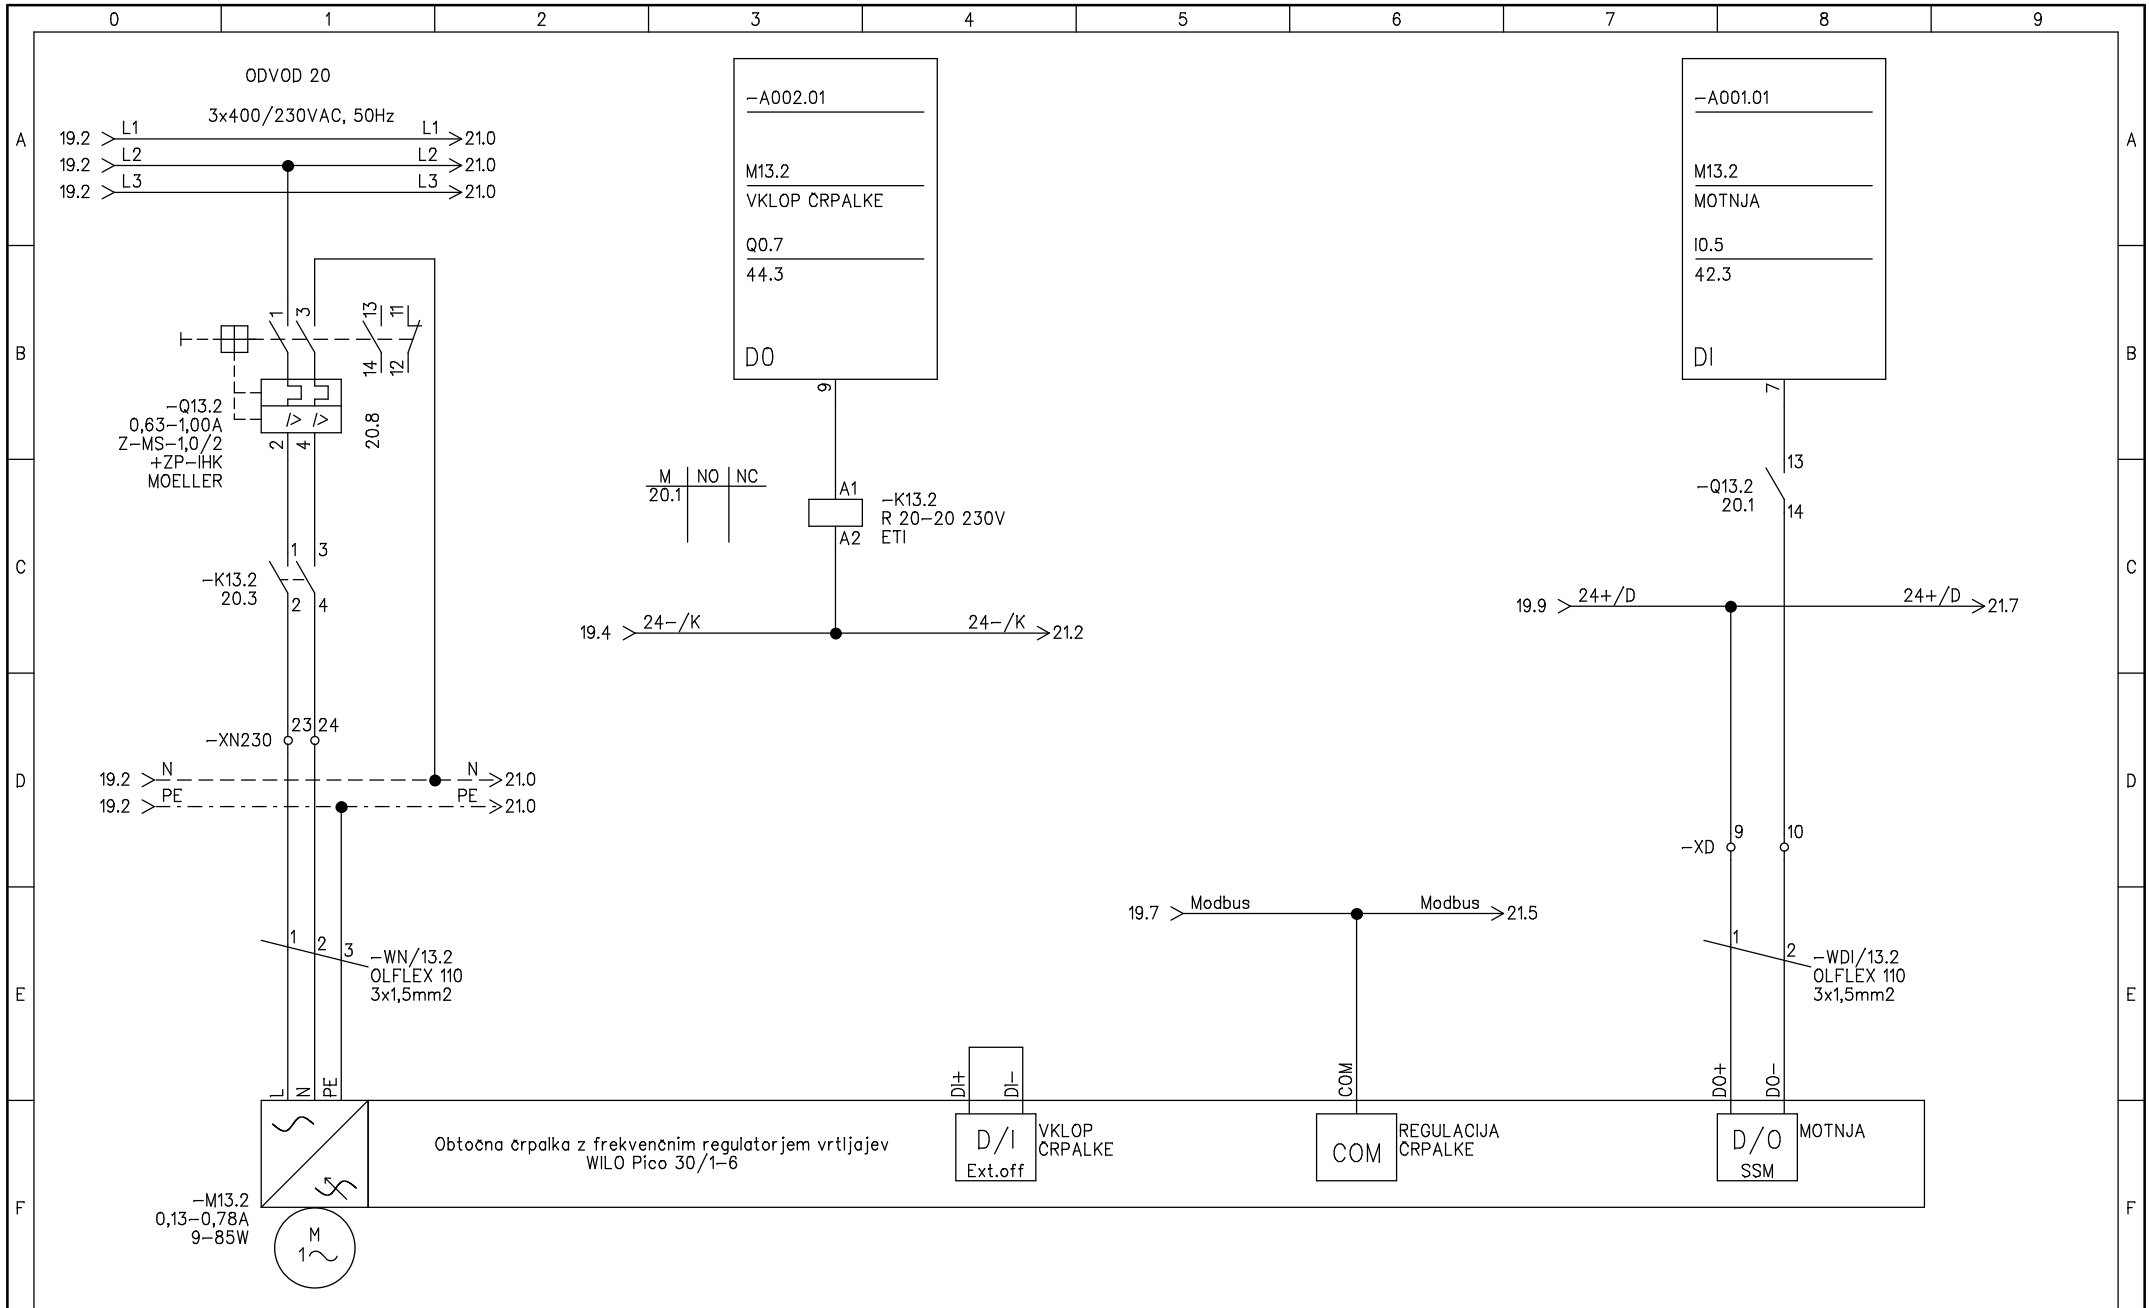 0 1 2 3 4 5 6 7 8 9
ODVOD 20
3x400/230VAC, 50Hz
A
19.2 L1 L1 21.0
19.2 L2 L2 21.0
19.2 L3 L3 21.0
-A002.01
M13.2
VKLOP ČRPALKE
Q0.7
44.3
DO
9
-A001.01
M13.2
MOTNJA
I0.5
42.3
DI
7
A
B
1 3 13 11
14 12
-Q13.2
0,63-1,00A
Z-MS-1,0/2
+ZP-IHK
MOELLER
I> I>
2 4
20.8
B
C
M NO NC
20.1
A1
A2
-K13.2
R 20-20 230V
ETI
13
-Q13.2
20.1
14
1 3
-K13.2
20.3
2 4
19.4 24-/K 24-/K 21.2
19.9 24+/D 24+/D 21.7
C
D
-XN230 23 24
19.2 N N 21.0
19.2 PE PE 21.0
-XD 9 10
D
E
19.7 Modbus Modbus 21.5
1 2 3
-WN/13.2
OLFLEX 110
3x1,5mm2
1 2
-WDI/13.2
OLFLEX 110
3x1,5mm2
E
L N PE
DI+ DI-
COM
DO+ DO-
F
Obtočna črpalka z frekvenčnim regulatorjem vrtljajev
WILO Pico 30/1-6
D/I
Ext.off
VKLOP
ČRPALKE
COM
REGULACIJA
ČRPALKE
D/O
SSM
MOTNJA
-M13.2
0,13-0,78A
9-85W
M
1~
F